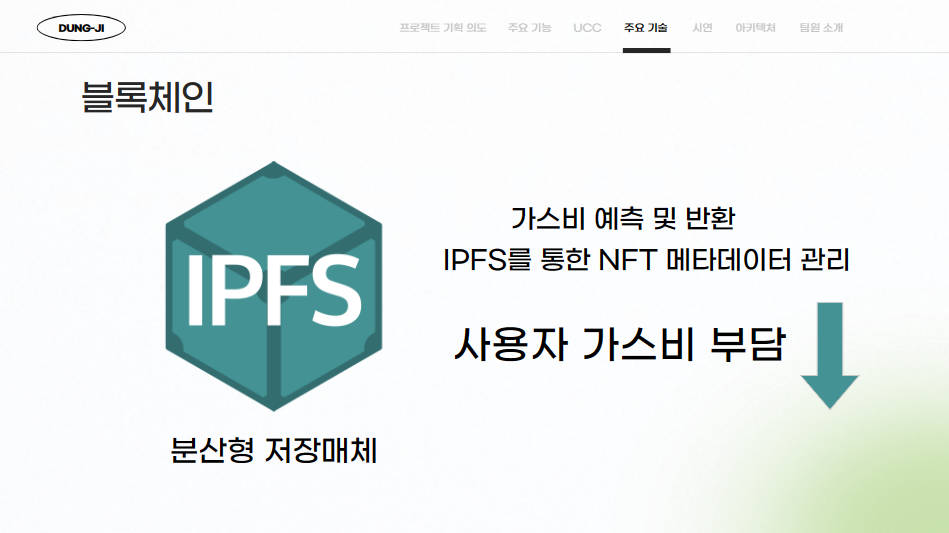 DUNG-JI
프로젝트 기획 의도 주요 기능 UCC 주요 기술 시연 아키텍쳐 팀원 소개
블록체인
IPFS
분산형 저장매체
가스비 예측 및 반환
IPFS를 통한 NFT 메타데이터 관리
사용자 가스비 부담